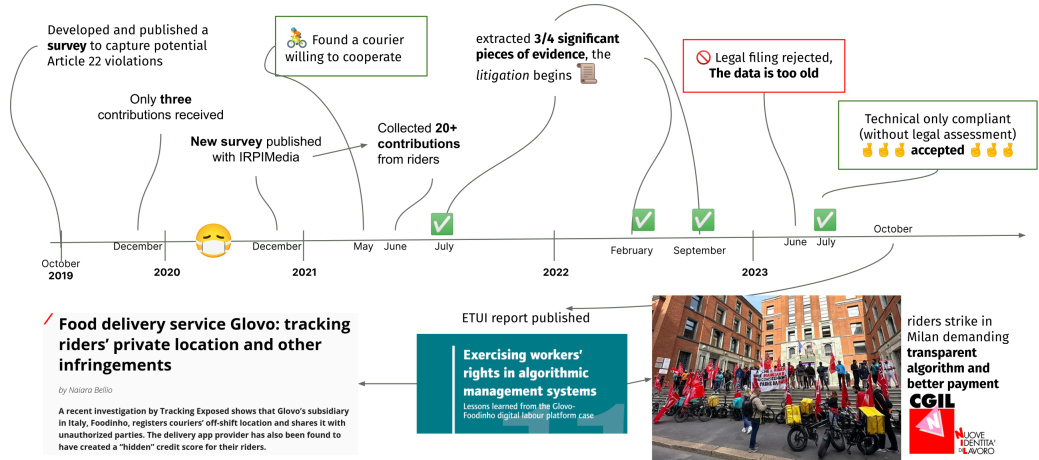 Developed and published a
survey to capture potential
Article 22 violations
Only three
contributions received
New survey published
with IRPIMedia
Found a courier
willing to cooperate
Collected 20+
contributions
from riders
extracted 3/4 significant
pieces of evidence, the
litigation begins
Legal filing rejected,
The data is too old
Technical only compliant
(without legal assessment)
accepted
October
2019
December
2020
December
2021
May
June
July
2022
February
September
2023
June
July
October
Food delivery service Glovo: tracking
riders’ private location and other
infringements
by Naiara Bellio
A recent investigation by Tracking Exposed shows that Glovo’s subsidiary
in Italy, Foodinho, registers couriers’ off-shift location and shares it with
unauthorized parties. The delivery app provider has also been found to
have created a “hidden” credit score for their riders.
ETUI report published
Exercising workers’
rights in algorithmic
management systems
Lessons learned from the Glovo-
Foodinho digital labour platform case
11
riders strike in
Milan demanding
transparent
algorithm and
better payment
CGIL
NUOVE
IDENTITA'
DI LAVORO